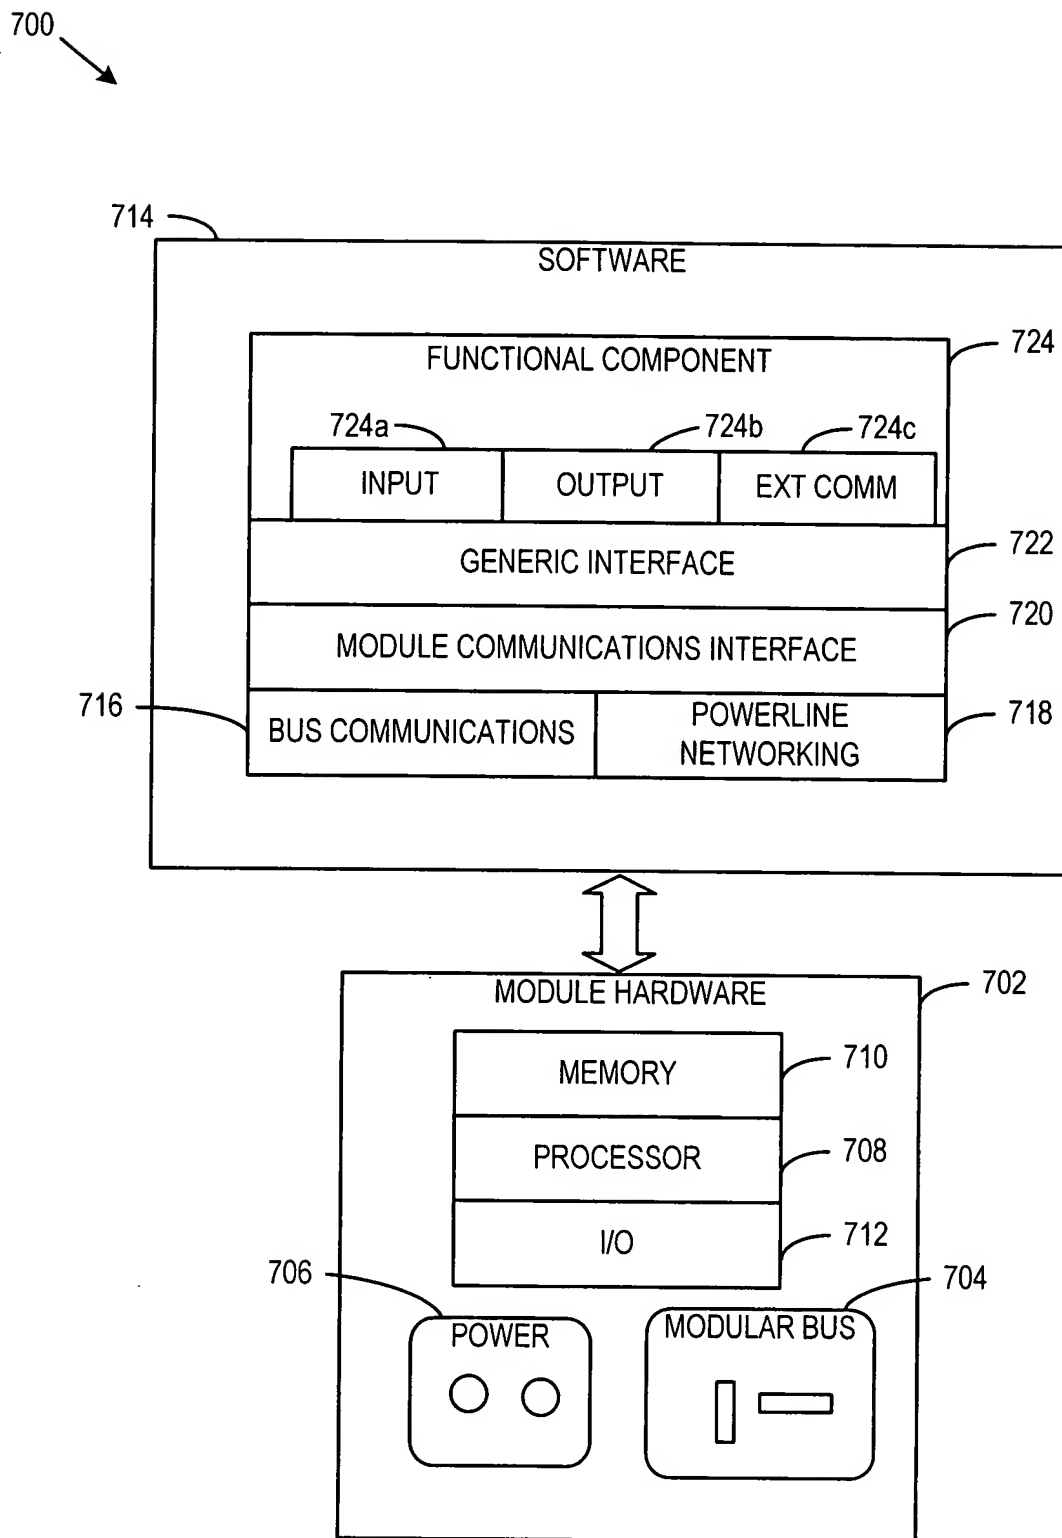 700
714
SOFTWARE
FUNCTIONAL COMPONENT
724
724a
724b
724c
INPUT
OUTPUT
EXT COMM
GENERIC INTERFACE
722
MODULE COMMUNICATIONS INTERFACE
720
716
BUS COMMUNICATIONS
POWERLINE
NETWORKING
718
MODULE HARDWARE
702
MEMORY
710
PROCESSOR
708
I/O
712
706
704
POWER
MODULAR BUS